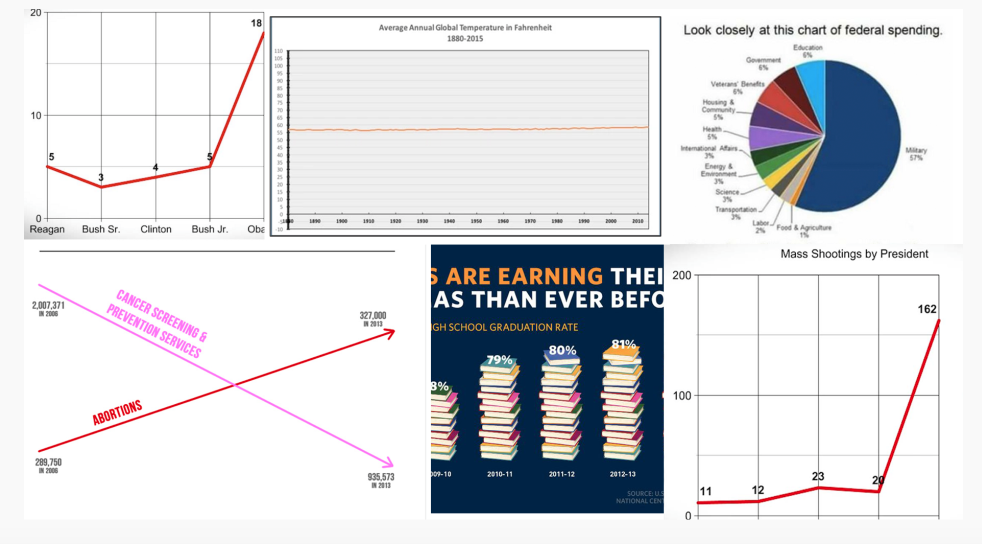 20
10
0
5
3
4
5
18
Reagan
Bush Sr.
Clinton
Bush Jr.
Oba
Average Annual Global Temperature in Fahrenheit
1880-2015
110
105
100
95
90
85
80
75
70
65
60
55
50
45
40
35
30
25
20
15
10
5
0
-5
-10
1880
1890
1900
1910
1920
1930
1940
1950
1960
1970
1980
1990
2000
2010
Look closely at this chart of federal spending.
Education
6%
Government
6%
Veterans' Benefits
6%
Housing &
Community
Health
International Affairs
3%
Energy &
Environment
3%
Science
3%
Transportation
3%
Labor
2%
Food & Agriculture
1%
Military
57%
2,007,371
IN 2006
CANCER SCREENING &
PREVENTION SERVICES
327,000
IN 2013
ABORTIONS
289,750
IN 2006
935,573
IN 2013
S ARE EARNING THEI
AS THAN EVER BEFO
IGH SCHOOL GRADUATION RATE
8%
79%
80%
81%
09-10
2010-11
2011-12
2012-13
SOURCE: U.S
NATIONAL CENT
Mass Shootings by President
200
100
0
11
12
23
20
162